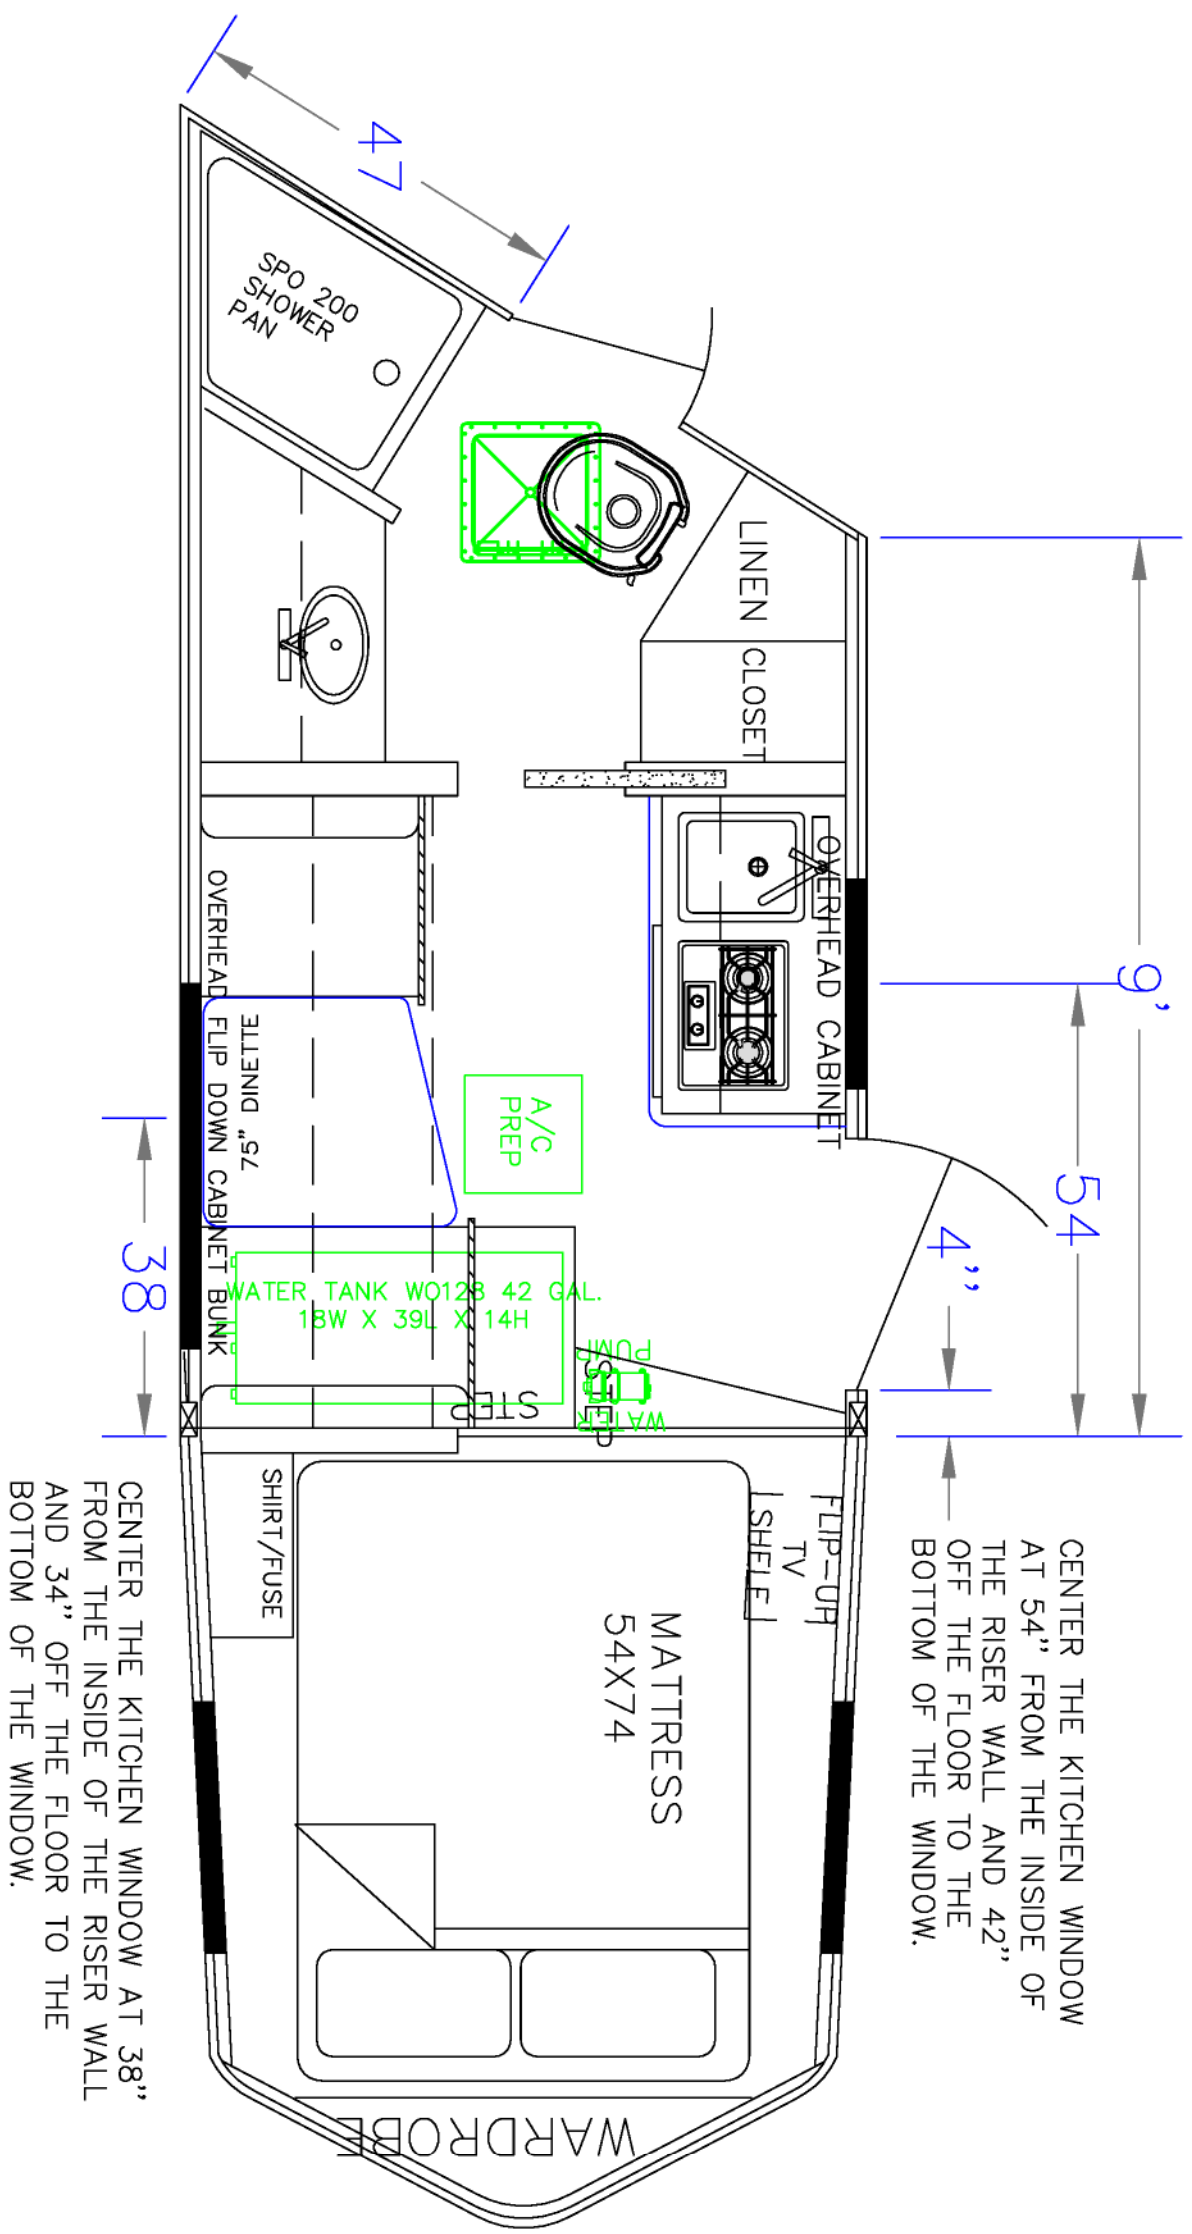 47
SPO 200
SHOWER
PAN
LINEN CLOSET
9'
OVERHEAD CABINET
54
4''
A/C
PREP
75" DINETTE
OVERHEAD FLIP DOWN CABINET BUNK
38
WATER TANK W0128 42 GAL.
18W X 39L X 14H
WATER PUMP
STEP
STEP
SHIRT/FUSE
FLIP-UP
TV
SHELF
MATTRESS
54X74
WARDROBE
CENTER THE KITCHEN WINDOW
AT 54'' FROM THE INSIDE OF
THE RISER WALL AND 42''
OFF THE FLOOR TO THE
BOTTOM OF THE WINDOW.
CENTER THE KITCHEN WINDOW AT 38''
FROM THE INSIDE OF THE RISER WALL
AND 34'' OFF THE FLOOR TO THE
BOTTOM OF THE WINDOW.